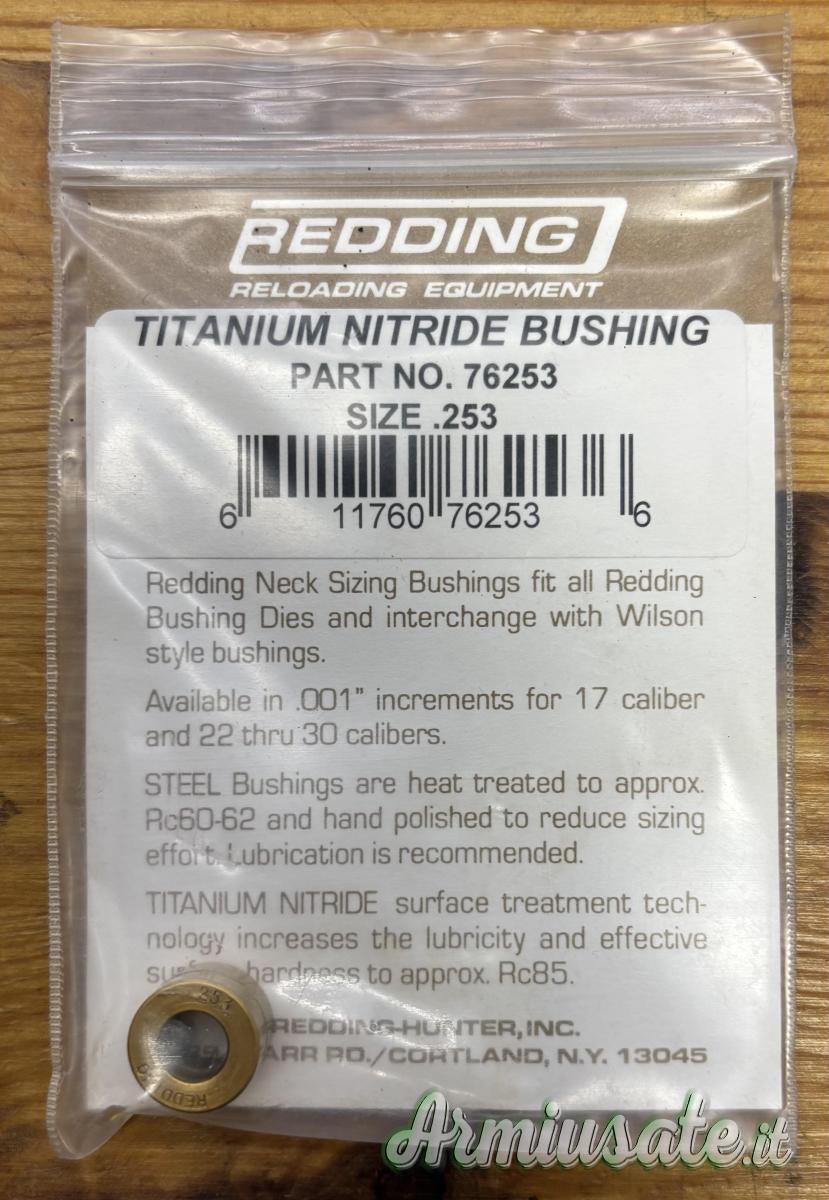 REDDING
RELOADING EQUIPMENT
TITANIUM NITRIDE BUSHING
PART NO. 76253
SIZE .253
6 11760 76253 6
Redding Neck Sizing Bushings fit all Redding
Bushing Dies and interchange with Wilson
style bushings.
Available in .001" increments for 17 caliber
and 22 thru 30 calibers.
STEEL Bushings are heat treated to approx.
Rc60-62 and hand polished to reduce sizing
effort. Lubrication is recommended.
TITANIUM NITRIDE surface treatment tech-
nology increases the lubricity and effective
hardness to approx. Rc85.
REDDING-HUNTER, INC.
RD./CORTLAND, N.Y. 13045
253
REDDING
Armiusate.it